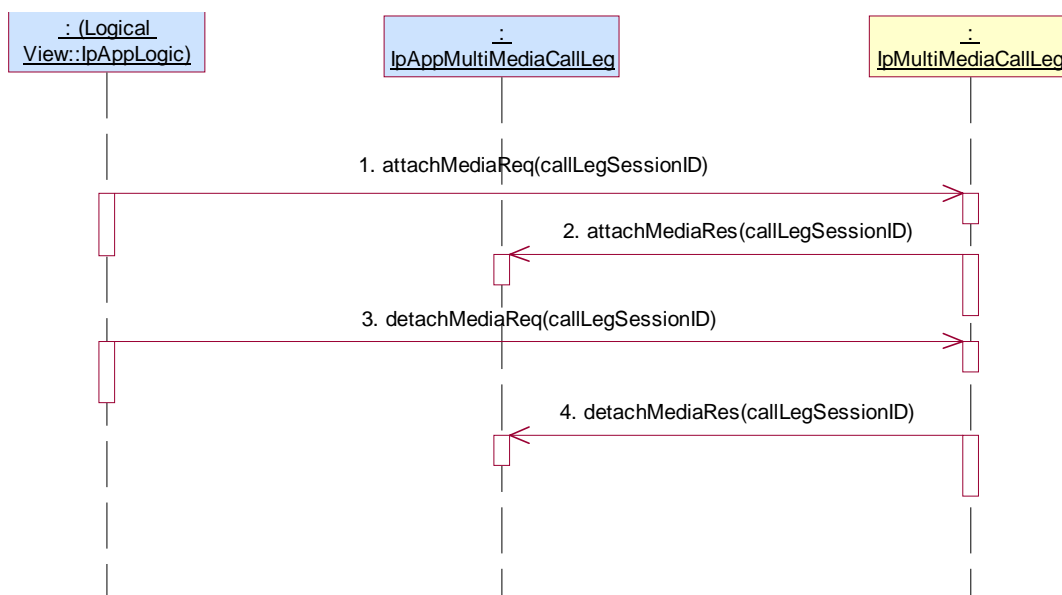 : (Logical
View::IpAppLogic)
:
IpAppMultiMediaCallLeg
:
IpMultiMediaCallLeg
1. attachMediaReq(callLegSessionID)
2. attachMediaRes(callLegSessionID)
3. detachMediaReq(callLegSessionID)
4. detachMediaRes(callLegSessionID)